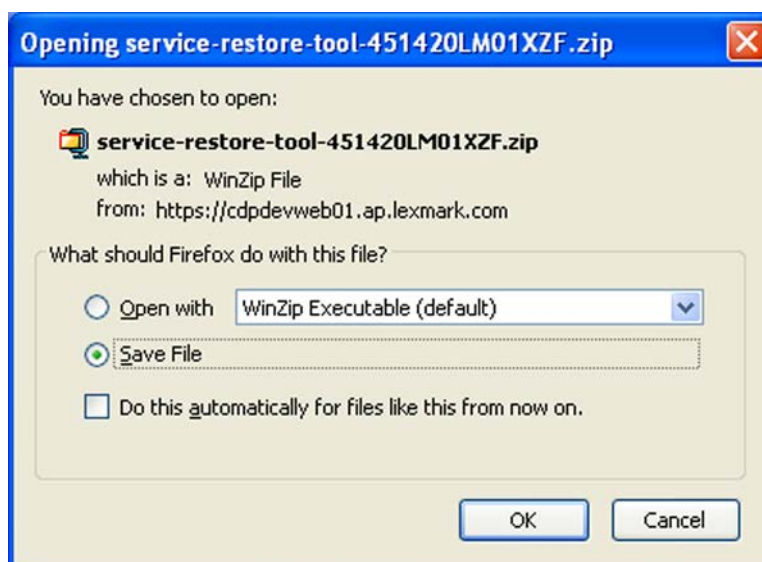 Opening service-restore-tool-451420LM01XZF.zip
You have chosen to open:
service-restore-tool-451420LM01XZF.zip
which is a: WinZip File
from: https://cdpdevweb01.ap.lexmark.com
What should Firefox do with this file?
Open with WinZip Executable (default)
Save File
Do this automatically for files like this from now on.
OK Cancel